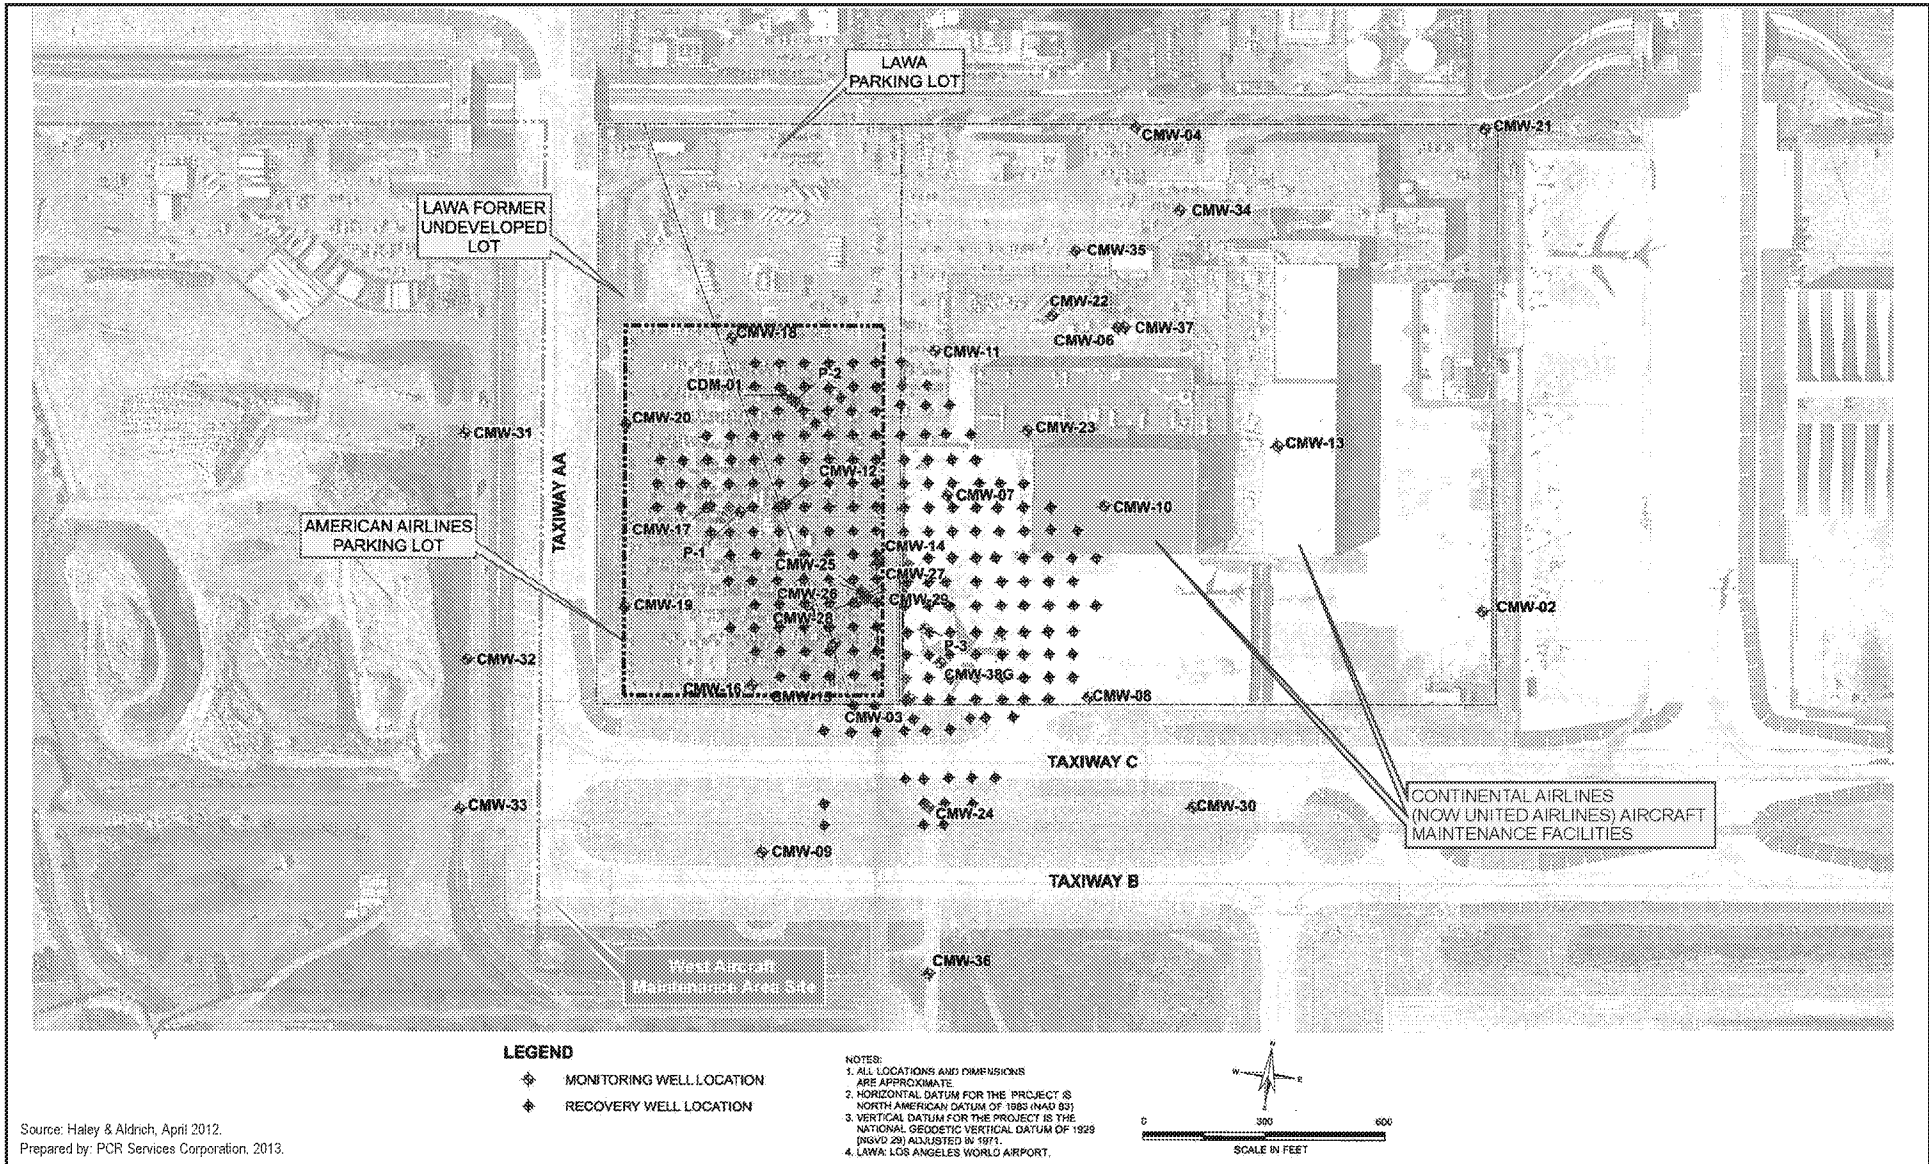 LAWA
PARKING LOT
CMW-04
CMW-21
LAWA FORMER
UNDEVELOPED
LOT
CMW-34
CMW-35
CMW-22
CMW-37
CMW-06
CMW-18
CMW-11
P-2
CDM-01
CMW-20
CMW-31
CMW-23
CMW-13
TAXIWAY AA
CMW-12
CMW-07
CMW-10
AMERICAN AIRLINES
PARKING LOT
CMW-17
P-1
CMW-14
CMW-25
CMW-27
CMW-26
CMW-29
CMW-19
CMW-28
CMW-02
P-3
CMW-32
CMW-38G
CMW-16
CMW-15
CMW-08
CMW-03
TAXIWAY C
CMW-33
CMW-24
CMW-30
CONTINENTAL AIRLINES
(NOW UNITED AIRLINES) AIRCRAFT
MAINTENANCE FACILITIES
CMW-09
TAXIWAY B
CMW-36
West Aircraft
Maintenance Area Site
LEGEND
MONITORING WELL LOCATION
RECOVERY WELL LOCATION
NOTES:
1. ALL LOCATIONS AND DIMENSIONS
ARE APPROXIMATE.
2. HORIZONTAL DATUM FOR THE PROJECT IS
NORTH AMERICAN DATUM OF 1983 (NAD 83)
3. VERTICAL DATUM FOR THE PROJECT IS THE
NATIONAL GEODETIC VERTICAL DATUM OF 1929
(NGVD 29) ADJUSTED IN 1971.
4. LAWA: LOS ANGELES WORLD AIRPORT.
N
W
E
S
0 300 600
SCALE IN FEET
Source: Haley & Aldrich, April 2012.
Prepared by: PCR Services Corporation, 2013.